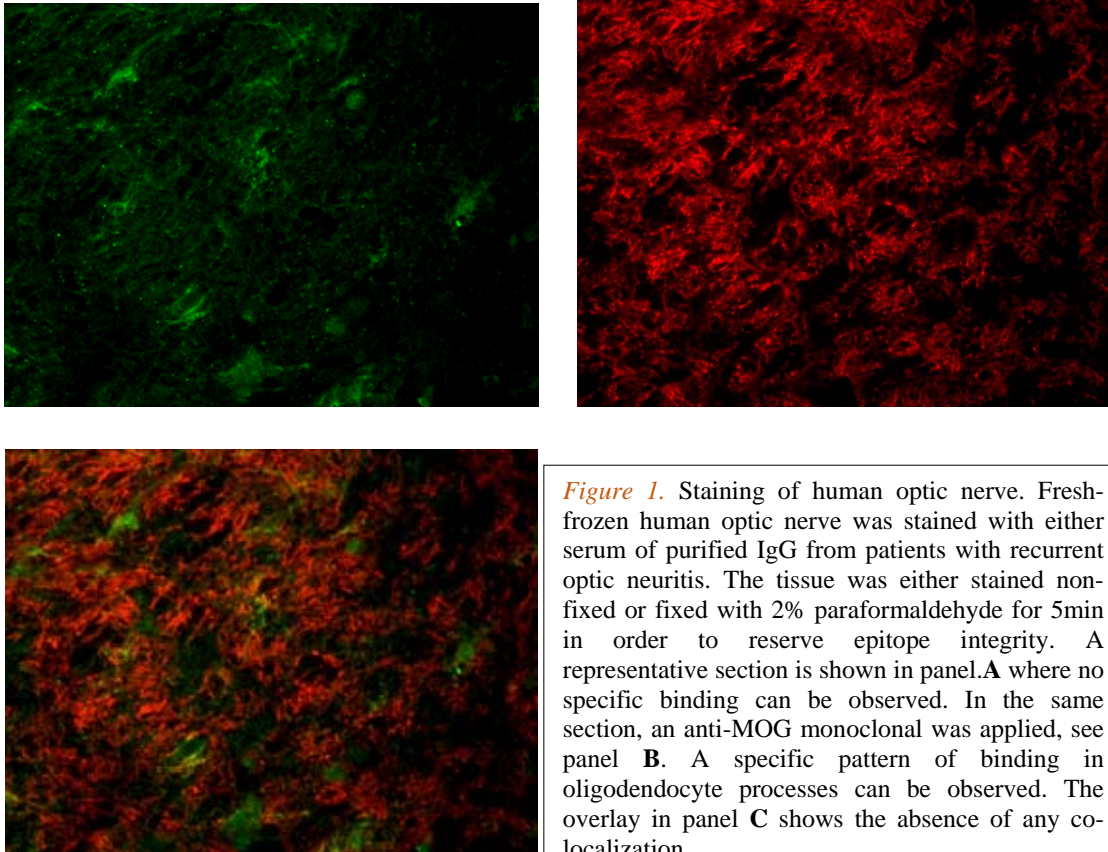 Figure 1. Staining of human optic nerve. Fresh-
frozen human optic nerve was stained with either
serum of purified IgG from patients with recurrent
optic neuritis. The tissue was either stained non-
fixed or fixed with 2% paraformaldehyde for 5min
in order to reserve epitope integrity. A
representative section is shown in panel.A where no
specific binding can be observed. In the same
section, an anti-MOG monoclonal was applied, see
panel B. A specific pattern of binding in
oligodendocyte processes can be observed. The
overlay in panel C shows the absence of any co-
localization